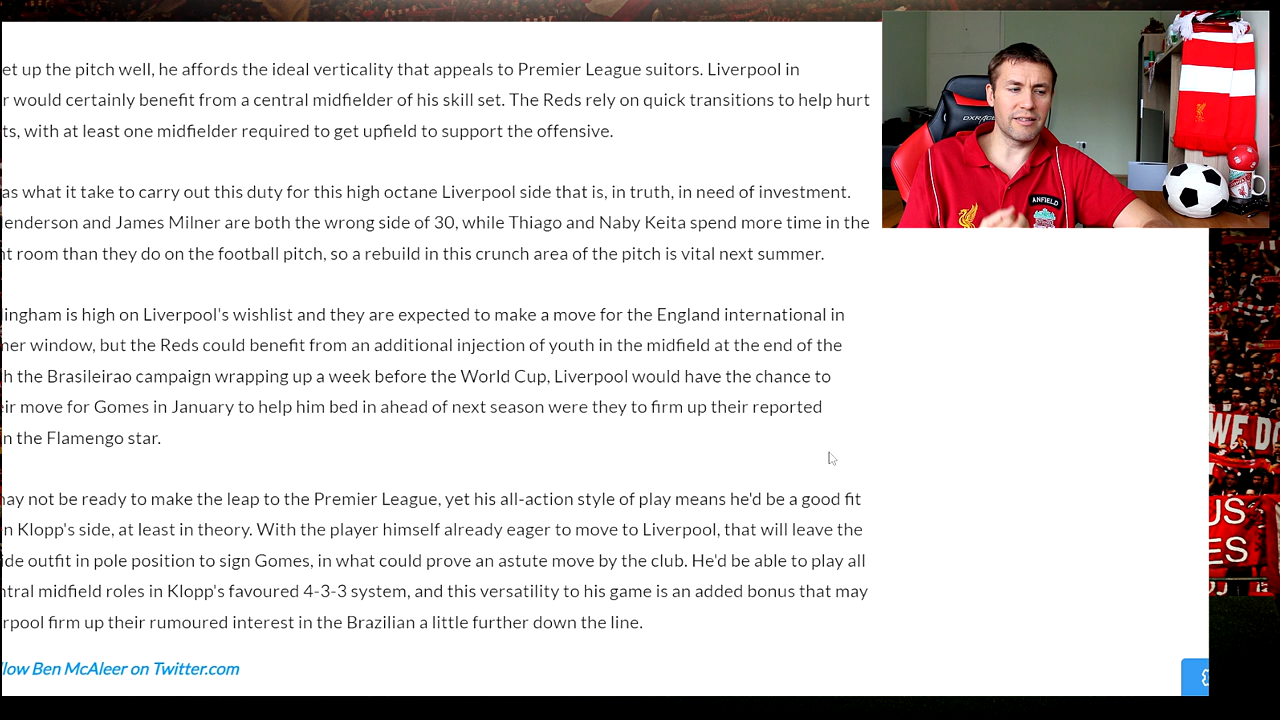 et up the pitch well, he affords the ideal verticality that appeals to Premier League suitors. Liverpool in
r would certainly benefit from a central midfielder of his skill set. The Reds rely on quick transitions to help hurt
ts, with at least one midfielder required to get upfield to support the offensive.
as what it take to carry out this duty for this high octane Liverpool side that is, in truth, in need of investment.
enderson and James Milner are both the wrong side of 30, while Thiago and Naby Keita spend more time in the
nt room than they do on the football pitch, so a rebuild in this crunch area of the pitch is vital next summer.
lingham is high on Liverpool's wishlist and they are expected to make a move for the England international in
ner window, but the Reds could benefit from an additional injection of youth in the midfield at the end of the
h the Brasileirao campaign wrapping up a week before the World Cup, Liverpool would have the chance to
eir move for Gomes in January to help him bed in ahead of next season were they to firm up their reported
n the Flamengo star.
may not be ready to make the leap to the Premier League, yet his all-action style of play means he'd be a good fit
n Klopp's side, at least in theory. With the player himself already eager to move to Liverpool, that will leave the
ide outfit in pole position to sign Gomes, in what could prove an astute move by the club. He'd be able to play all
ntral midfield roles in Klopp's favoured 4-3-3 system, and this versatility to his game is an added bonus that may
rpool firm up their rumoured interest in the Brazilian a little further down the line.
llow Ben McAleer on Twitter.com
DXRACER
ANFIELD
WE DO
US
ES